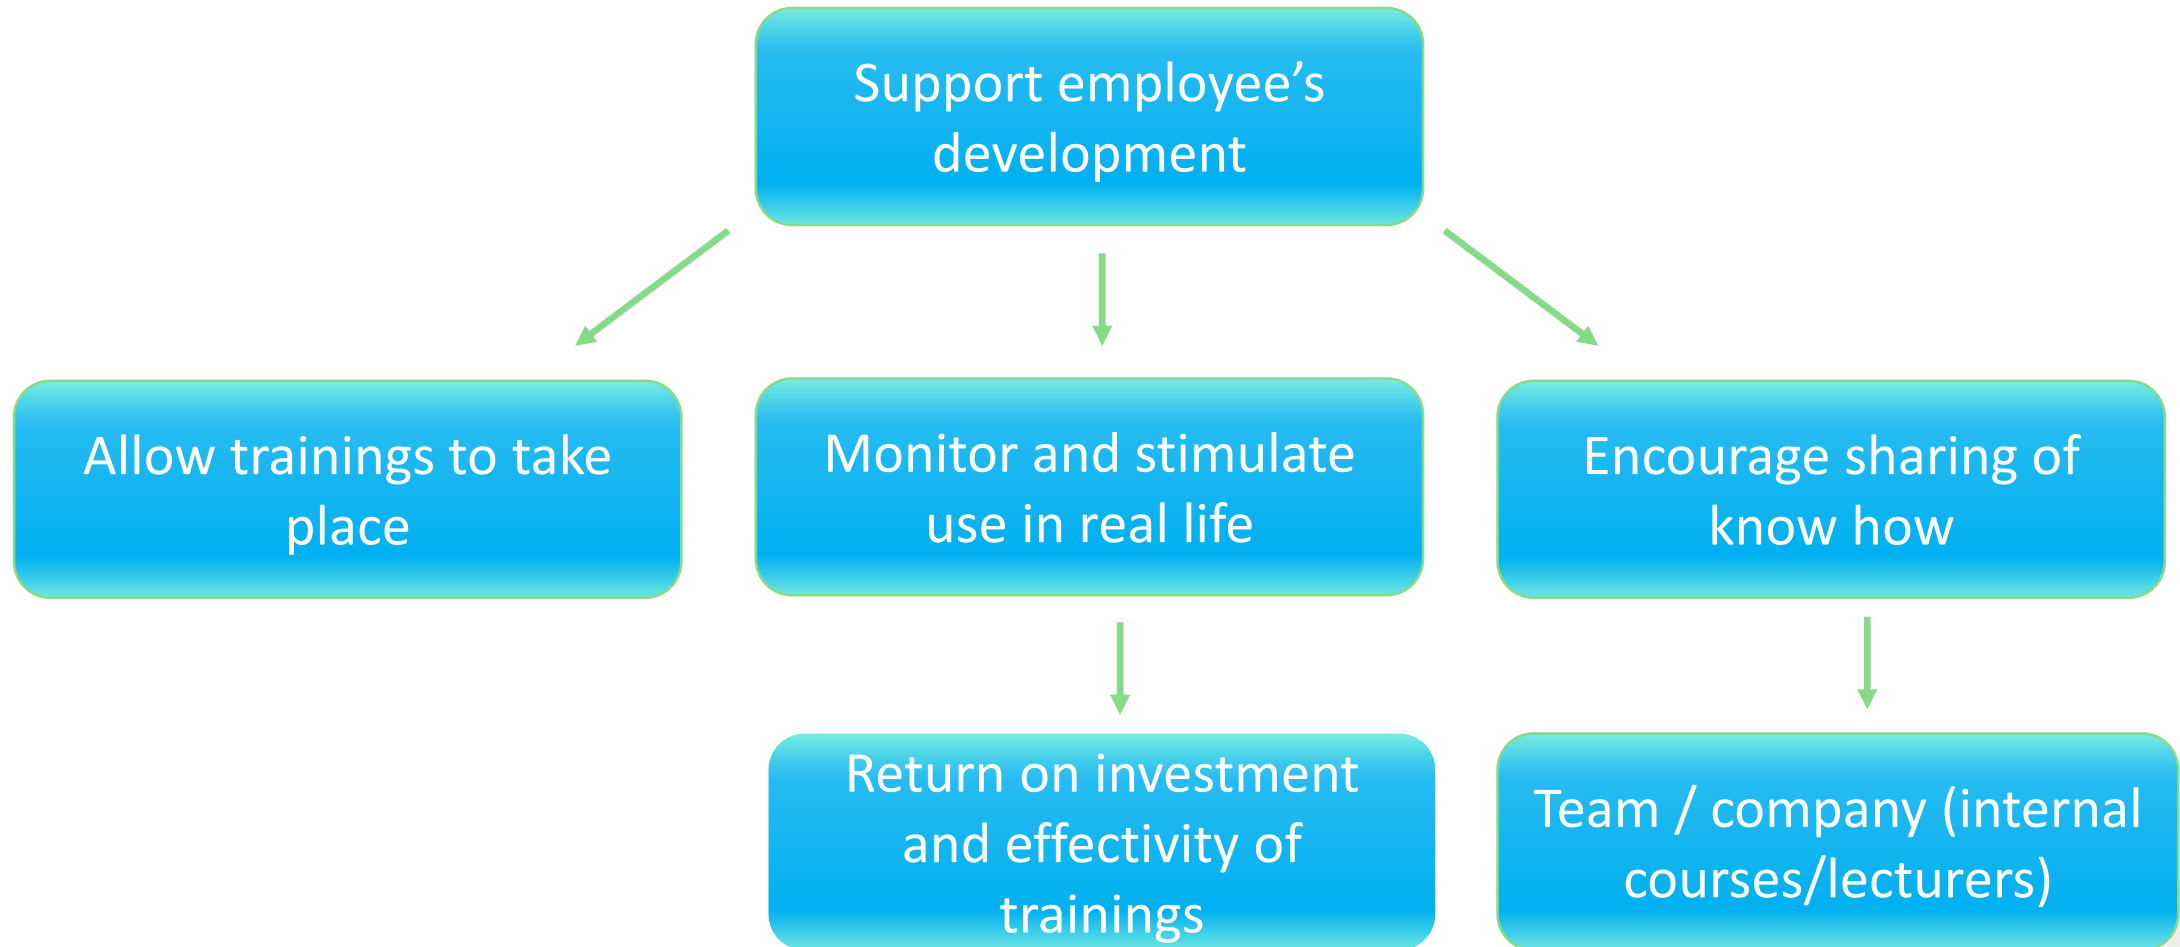 Support employee’s
development
Allow trainings to take
place
Monitor and stimulate
use in real life
Encourage sharing of
know how
Return on investment
and effectivity of
trainings
Team / company (internal
courses/lecturers)